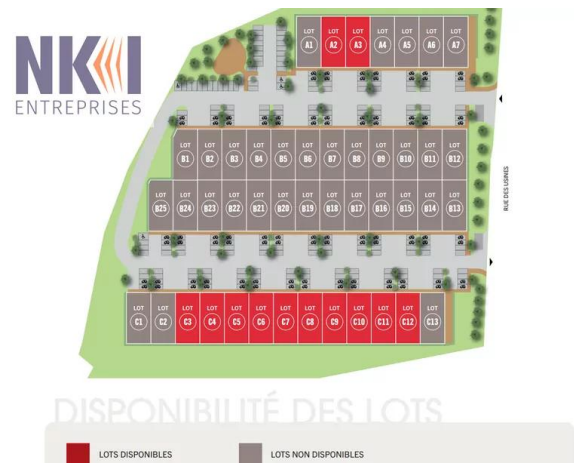 NKI
ENTREPRISES
LOT A1
LOT A2
LOT A3
LOT A4
LOT A5
LOT A6
LOT A7
LOT B1
LOT B2
LOT B3
LOT B4
LOT B5
LOT B6
LOT B7
LOT B8
LOT B9
LOT B10
LOT B11
LOT B12
RUE DES USINES
LOT B25
LOT B24
LOT B23
LOT B22
LOT B21
LOT B20
LOT B19
LOT B18
LOT B17
LOT B16
LOT B15
LOT B14
LOT B13
LOT C1
LOT C2
LOT C3
LOT C4
LOT C5
LOT C6
LOT C7
LOT C8
LOT C9
LOT C10
LOT C11
LOT C12
LOT C13
DISPONIBILITÉ DES LOTS
LOTS DISPONIBLES
LOTS NON DISPONIBLES